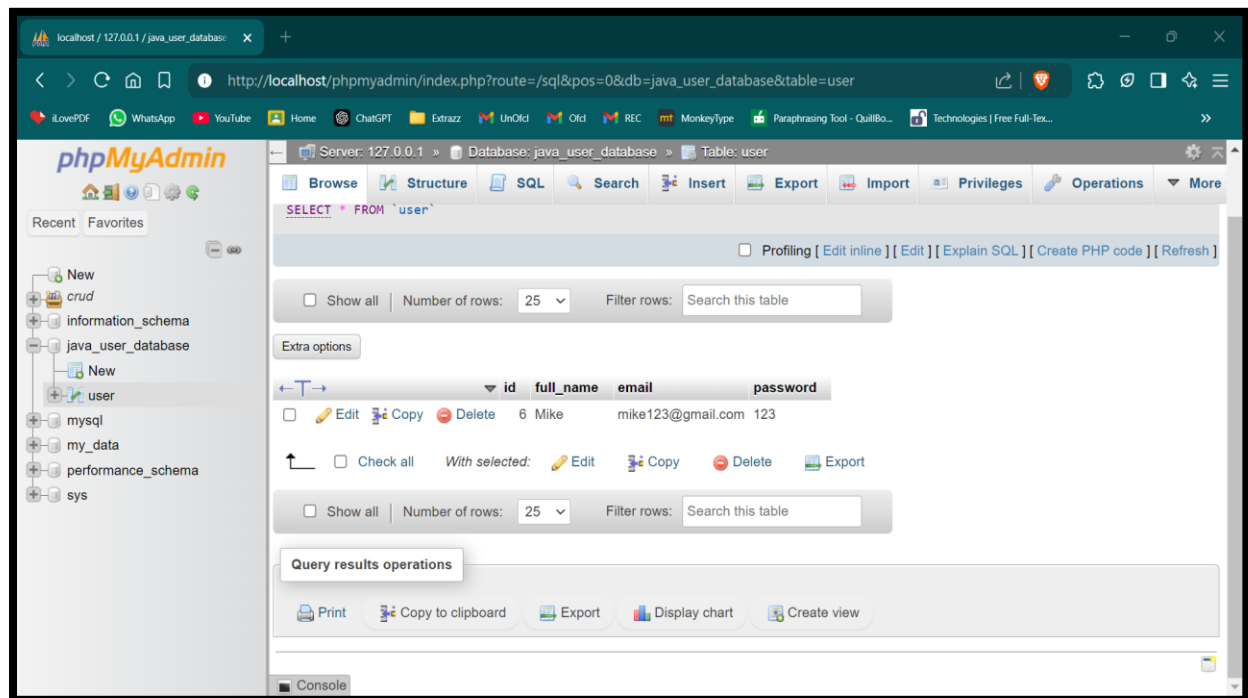 localhost / 127.0.0.1 / java_user_database
http://localhost/phpmyadmin/index.php?route=/sql&pos=0&db=java_user_database&table=user
iLovePDF WhatsApp YouTube Home ChatGPT Extrazz UnOfcl Ofcl REC MonkeyType Paraphrasing Tool - QuillBo... Technologies | Free Full-Tex... »
phpMyAdmin
Recent Favorites
New
crud
information_schema
java_user_database
New
user
mysql
my_data
performance_schema
sys
Server: 127.0.0.1 » Database: java_user_database » Table: user
Browse Structure SQL Search Insert Export Import Privileges Operations More
SELECT * FROM `user`
Profiling [ Edit inline ] [ Edit ] [ Explain SQL ] [ Create PHP code ] [ Refresh ]
Show all | Number of rows: 25 Filter rows: Search this table
Extra options
←T→ id full_name email password
Edit Copy Delete 6 Mike mike123@gmail.com 123
Check all With selected: Edit Copy Delete Export
Show all | Number of rows: 25 Filter rows: Search this table
Query results operations
Print Copy to clipboard Export Display chart Create view
Console